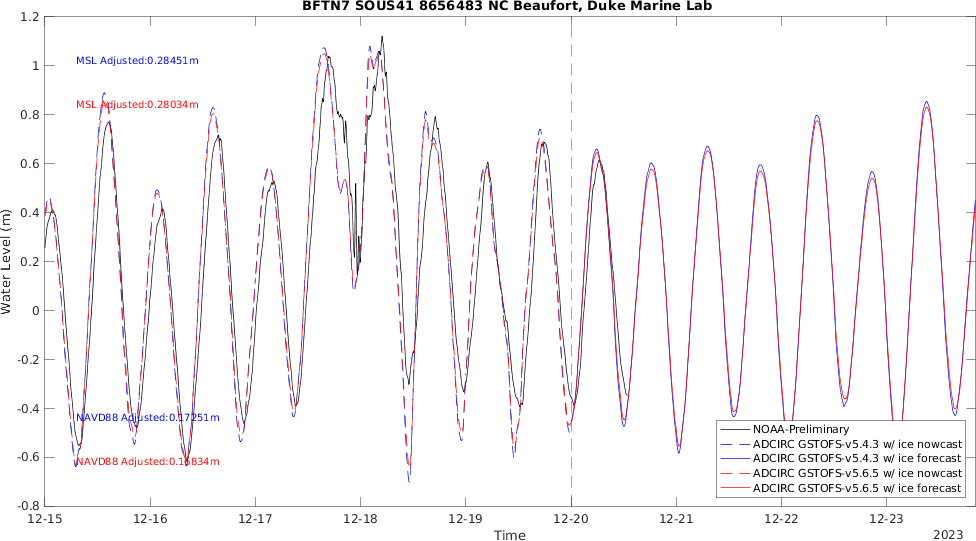 BFTN7 SOUS41 8656483 NC Beaufort, Duke Marine Lab
1.2
1
0.8
0.6
0.4
0.2
0
-0.2
-0.4
-0.6
-0.8
Water Level (m)
MSL Adjusted:0.28451m
MSL Adjusted:0.28034m
NAVD88 Adjusted:0.17251m
NAVD88 Adjusted:0.16834m
NOAA-Preliminary
ADCIRC GSTOFS-v5.4.3 w/ ice nowcast
ADCIRC GSTOFS-v5.4.3 w/ ice forecast
ADCIRC GSTOFS-v5.6.5 w/ ice nowcast
ADCIRC GSTOFS-v5.6.5 w/ ice forecast
12-15 12-16 12-17 12-18 12-19 12-20 12-21 12-22 12-23
Time
2023